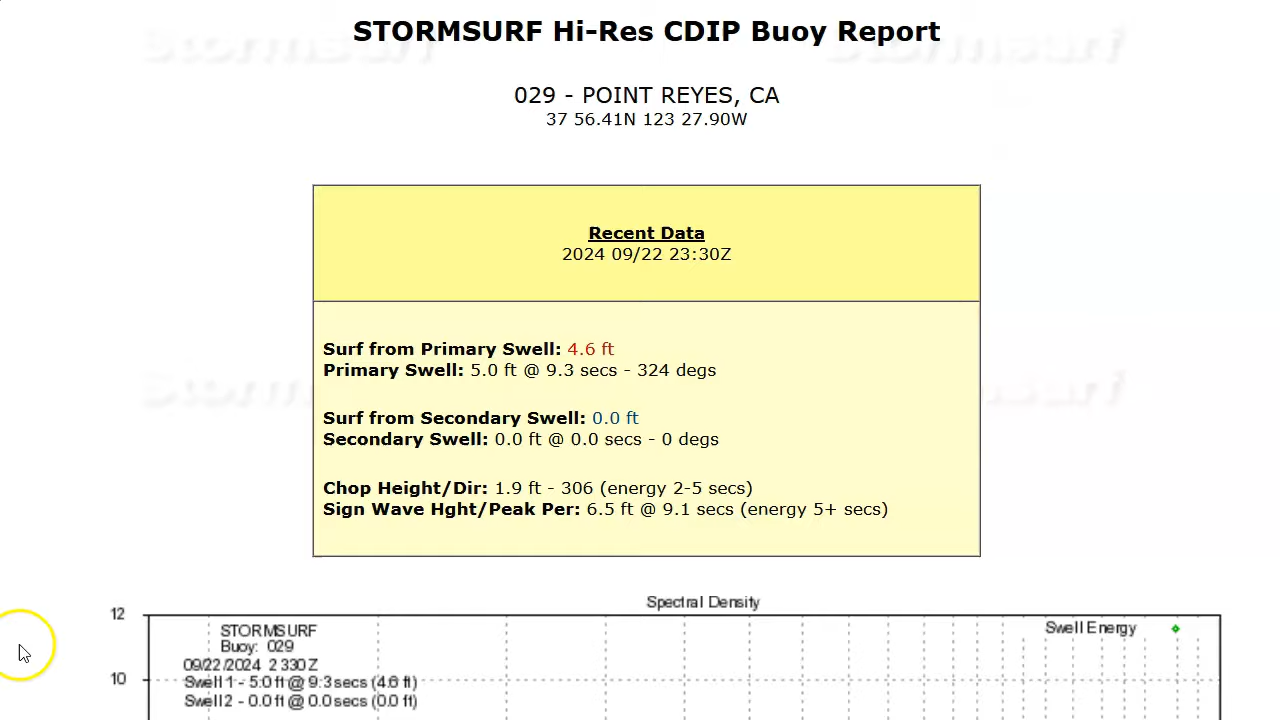 STORMSURF Hi-Res CDIP Buoy Report
029 - POINT REYES, CA
37 56.41N 123 27.90W
Recent Data
2024 09/22 23:30Z
Surf from Primary Swell: 4.6 ft
Primary Swell: 5.0 ft @ 9.3 secs - 324 degs
Surf from Secondary Swell: 0.0 ft
Secondary Swell: 0.0 ft @ 0.0 secs - 0 degs
Chop Height/Dir: 1.9 ft - 306 (energy 2-5 secs)
Sign Wave Hght/Peak Per: 6.5 ft @ 9.1 secs (energy 5+ secs)
Spectral Density
12
STORMSURF
Swell Energy
Buoy: 029
09/22/2024 2330Z
10
Swell 1 - 5.0 ft @ 9.3 secs (4.6 ft)
Swell 2 - 0.0 ft @ 0.0 secs (0.0 ft)
Stormsurf
Stormsurf
Stormsurf
Stormsurf